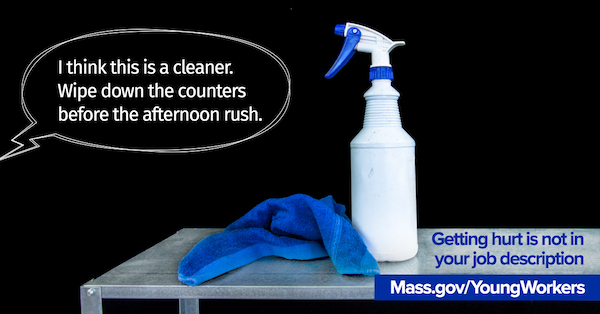 I think this is a cleaner.
Wipe down the counters
before the afternoon rush.
Getting hurt is not in
your job description
Mass.gov/YoungWorkers